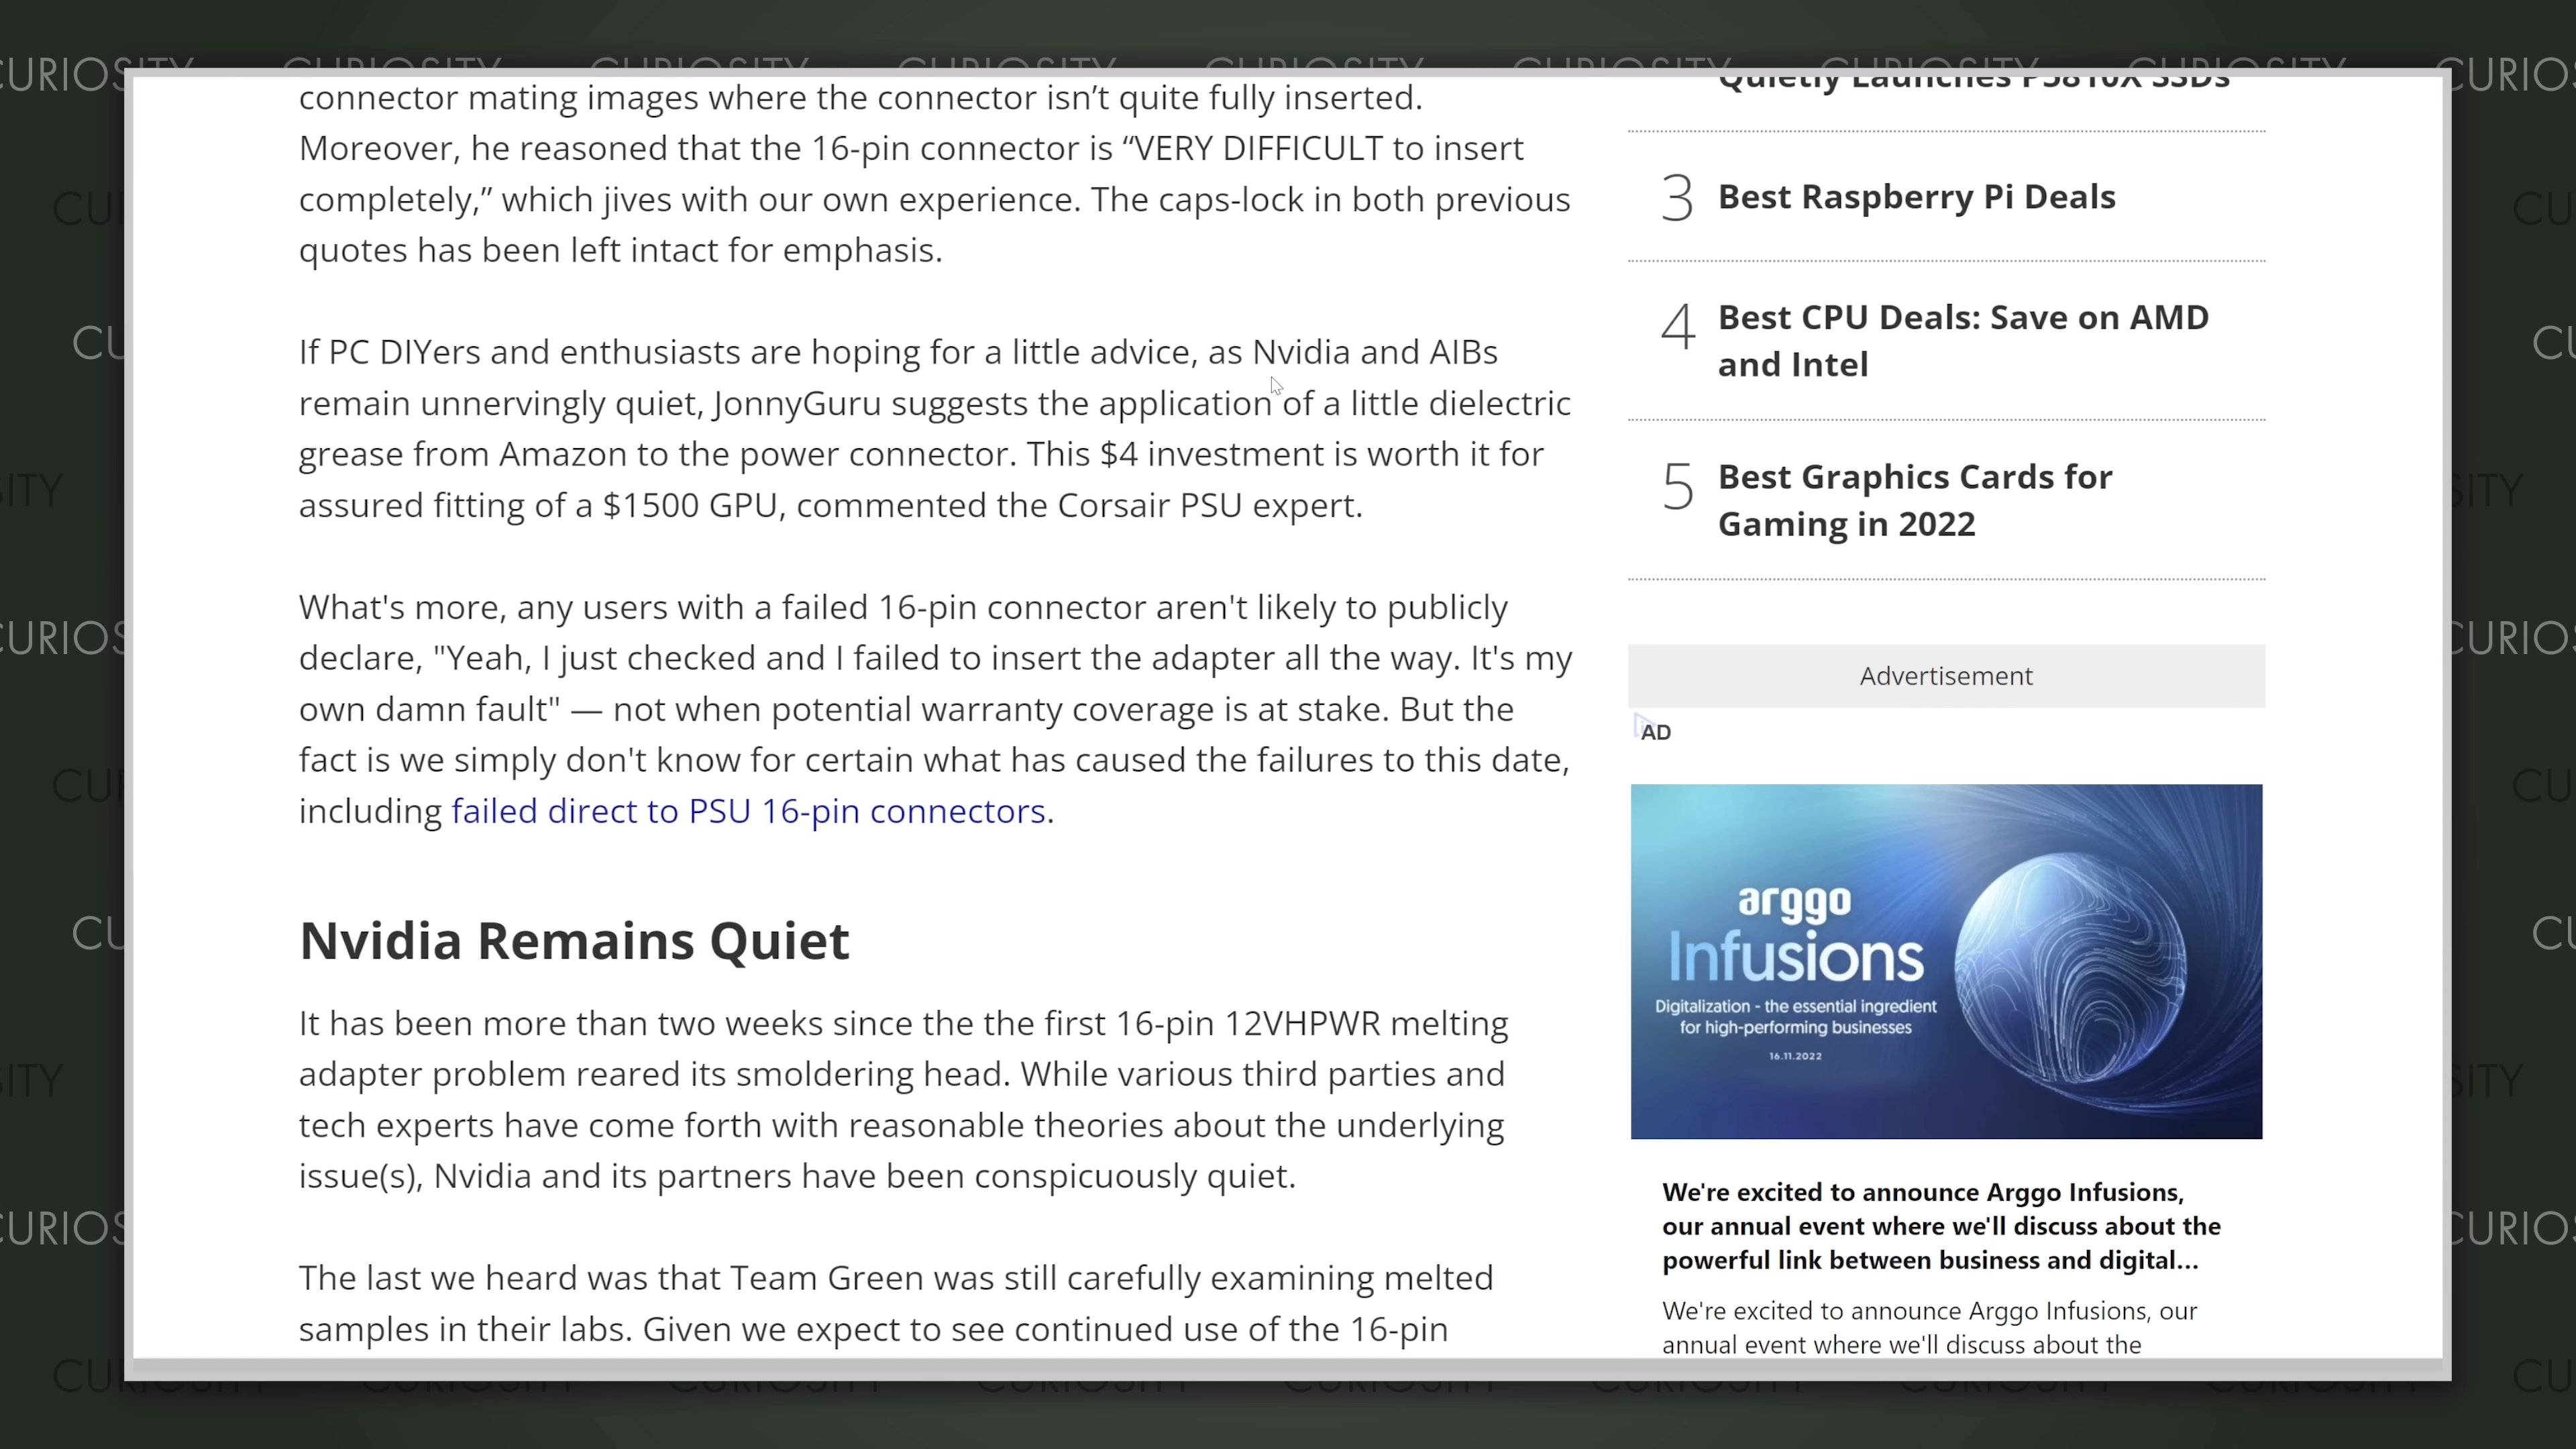 CURIOSITY CURIOSITY CURIOSITY CURIOSITY CURIOSITY CURIOSITY CURIOSITY CURIOSITY
connector mating images where the connector isn’t quite fully inserted.
Moreover, he reasoned that the 16-pin connector is “VERY DIFFICULT to insert
completely,” which jives with our own experience. The caps-lock in both previous
quotes has been left intact for emphasis.
If PC DIYers and enthusiasts are hoping for a little advice, as Nvidia and AIBs
remain unnervingly quiet, JonnyGuru suggests the application of a little dielectric
grease from Amazon to the power connector. This $4 investment is worth it for
assured fitting of a $1500 GPU, commented the Corsair PSU expert.
What's more, any users with a failed 16-pin connector aren't likely to publicly
declare, "Yeah, I just checked and I failed to insert the adapter all the way. It's my
own damn fault" — not when potential warranty coverage is at stake. But the
fact is we simply don't know for certain what has caused the failures to this date,
including failed direct to PSU 16-pin connectors.
Nvidia Remains Quiet
It has been more than two weeks since the the first 16-pin 12VHPWR melting
adapter problem reared its smoldering head. While various third parties and
tech experts have come forth with reasonable theories about the underlying
issue(s), Nvidia and its partners have been conspicuously quiet.
The last we heard was that Team Green was still carefully examining melted
samples in their labs. Given we expect to see continued use of the 16-pin
Quietly Launches P5810X SSDs
3 Best Raspberry Pi Deals
4 Best CPU Deals: Save on AMD
and Intel
5 Best Graphics Cards for
Gaming in 2022
Advertisement
AD
arggo
Infusions
Digitalization - the essential ingredient
for high-performing businesses
16.11.2022
We're excited to announce Arggo Infusions,
our annual event where we'll discuss about the
powerful link between business and digital...
We're excited to announce Arggo Infusions, our
annual event where we'll discuss about the